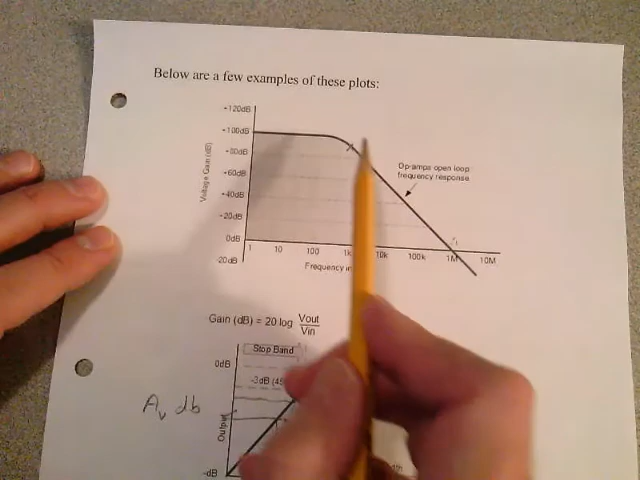 Below are a few examples of these plots:
+120dB
+100dB
+80dB
+60dB
+40dB
+20dB
0dB
-20dB
Voltage Gain (dB)
Op-amps open loop
frequency response
1 10 100 1k 10k 100k 1M 10M
Frequency in
Gain (dB) = 20 log Vout
Vin
Stop Band
0dB
-3dB (45
Av db
Output
-dB